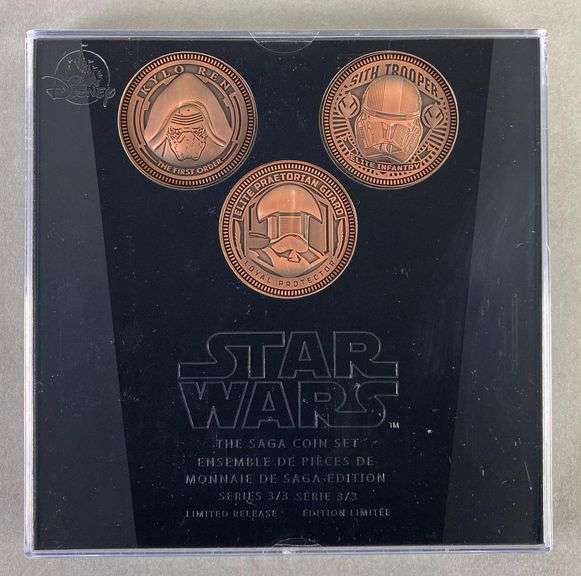 Disney
KYLO REN
THE FIRST ORDER
SITH TROOPER
ELITE INFANTRY
ELITE PRAETORIAN GUARD
LOYAL PROTECTOR
STAR
WARS
TM
THE SAGA COIN SET
ENSEMBLE DE PIÈCES DE
MONNAIE DE SAGA EDITION
SERIES 3/3 SÉRIE 3/3
LIMITED RELEASE ÉDITION LIMITÉE